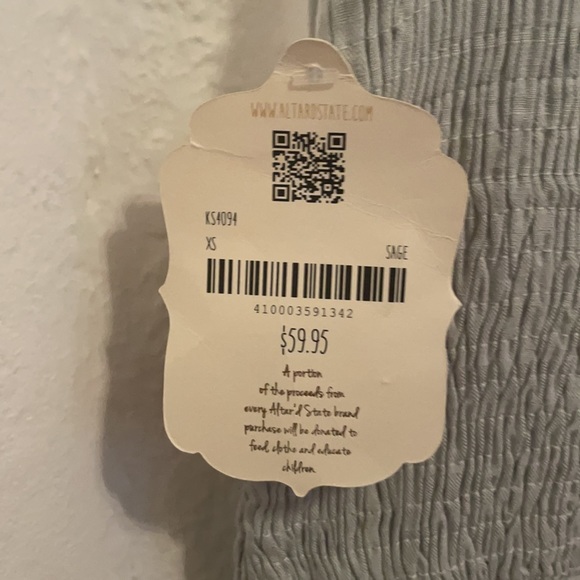 WWW.ALTARDSTATE.COM
KS4094
XS
SAGE
410003591342
$59.95
A portion
of the proceeds from
every Altar'd State brand
purchase will be donated to
feed, clothe and educate
children